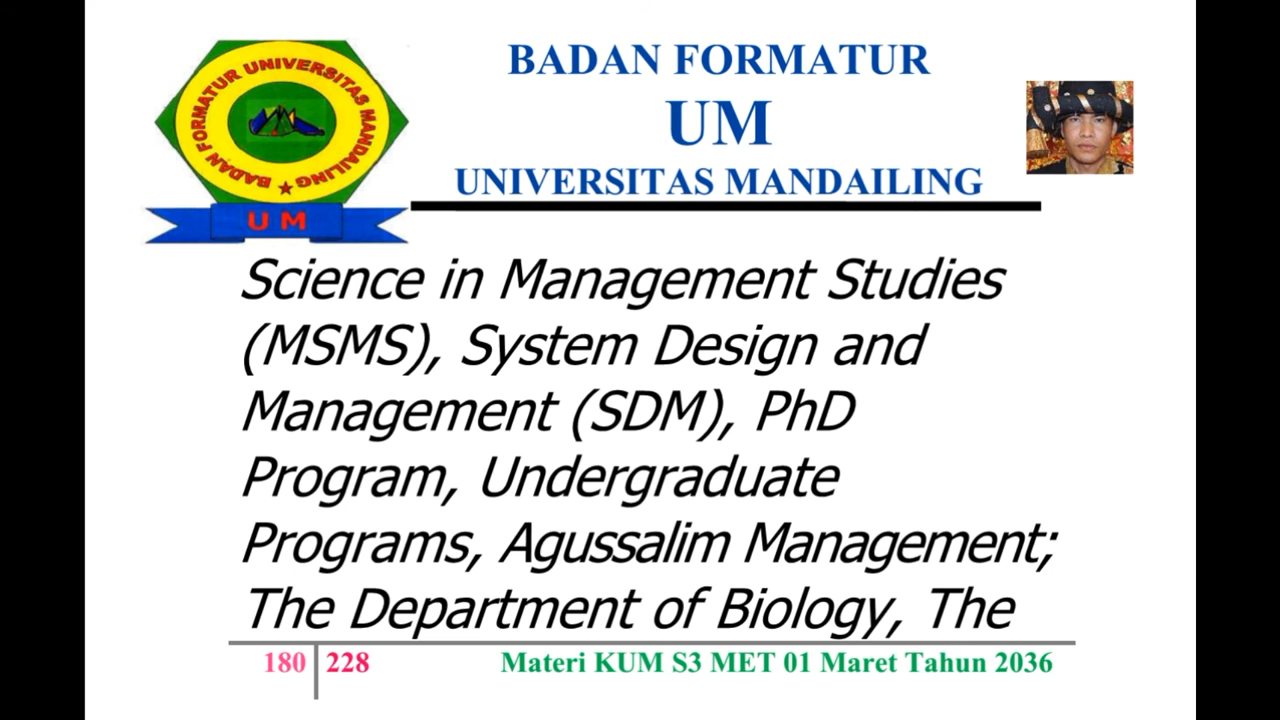 BADAN FORMATUR UNIVERSITAS MANDAILING
UM
BADAN FORMATUR
UM
UNIVERSITAS MANDAILING
Science in Management Studies
(MSMS), System Design and
Management (SDM), PhD
Program, Undergraduate
Programs, Agussalim Management;
The Department of Biology, The
180 228 Materi KUM S3 MET 01 Maret Tahun 2036